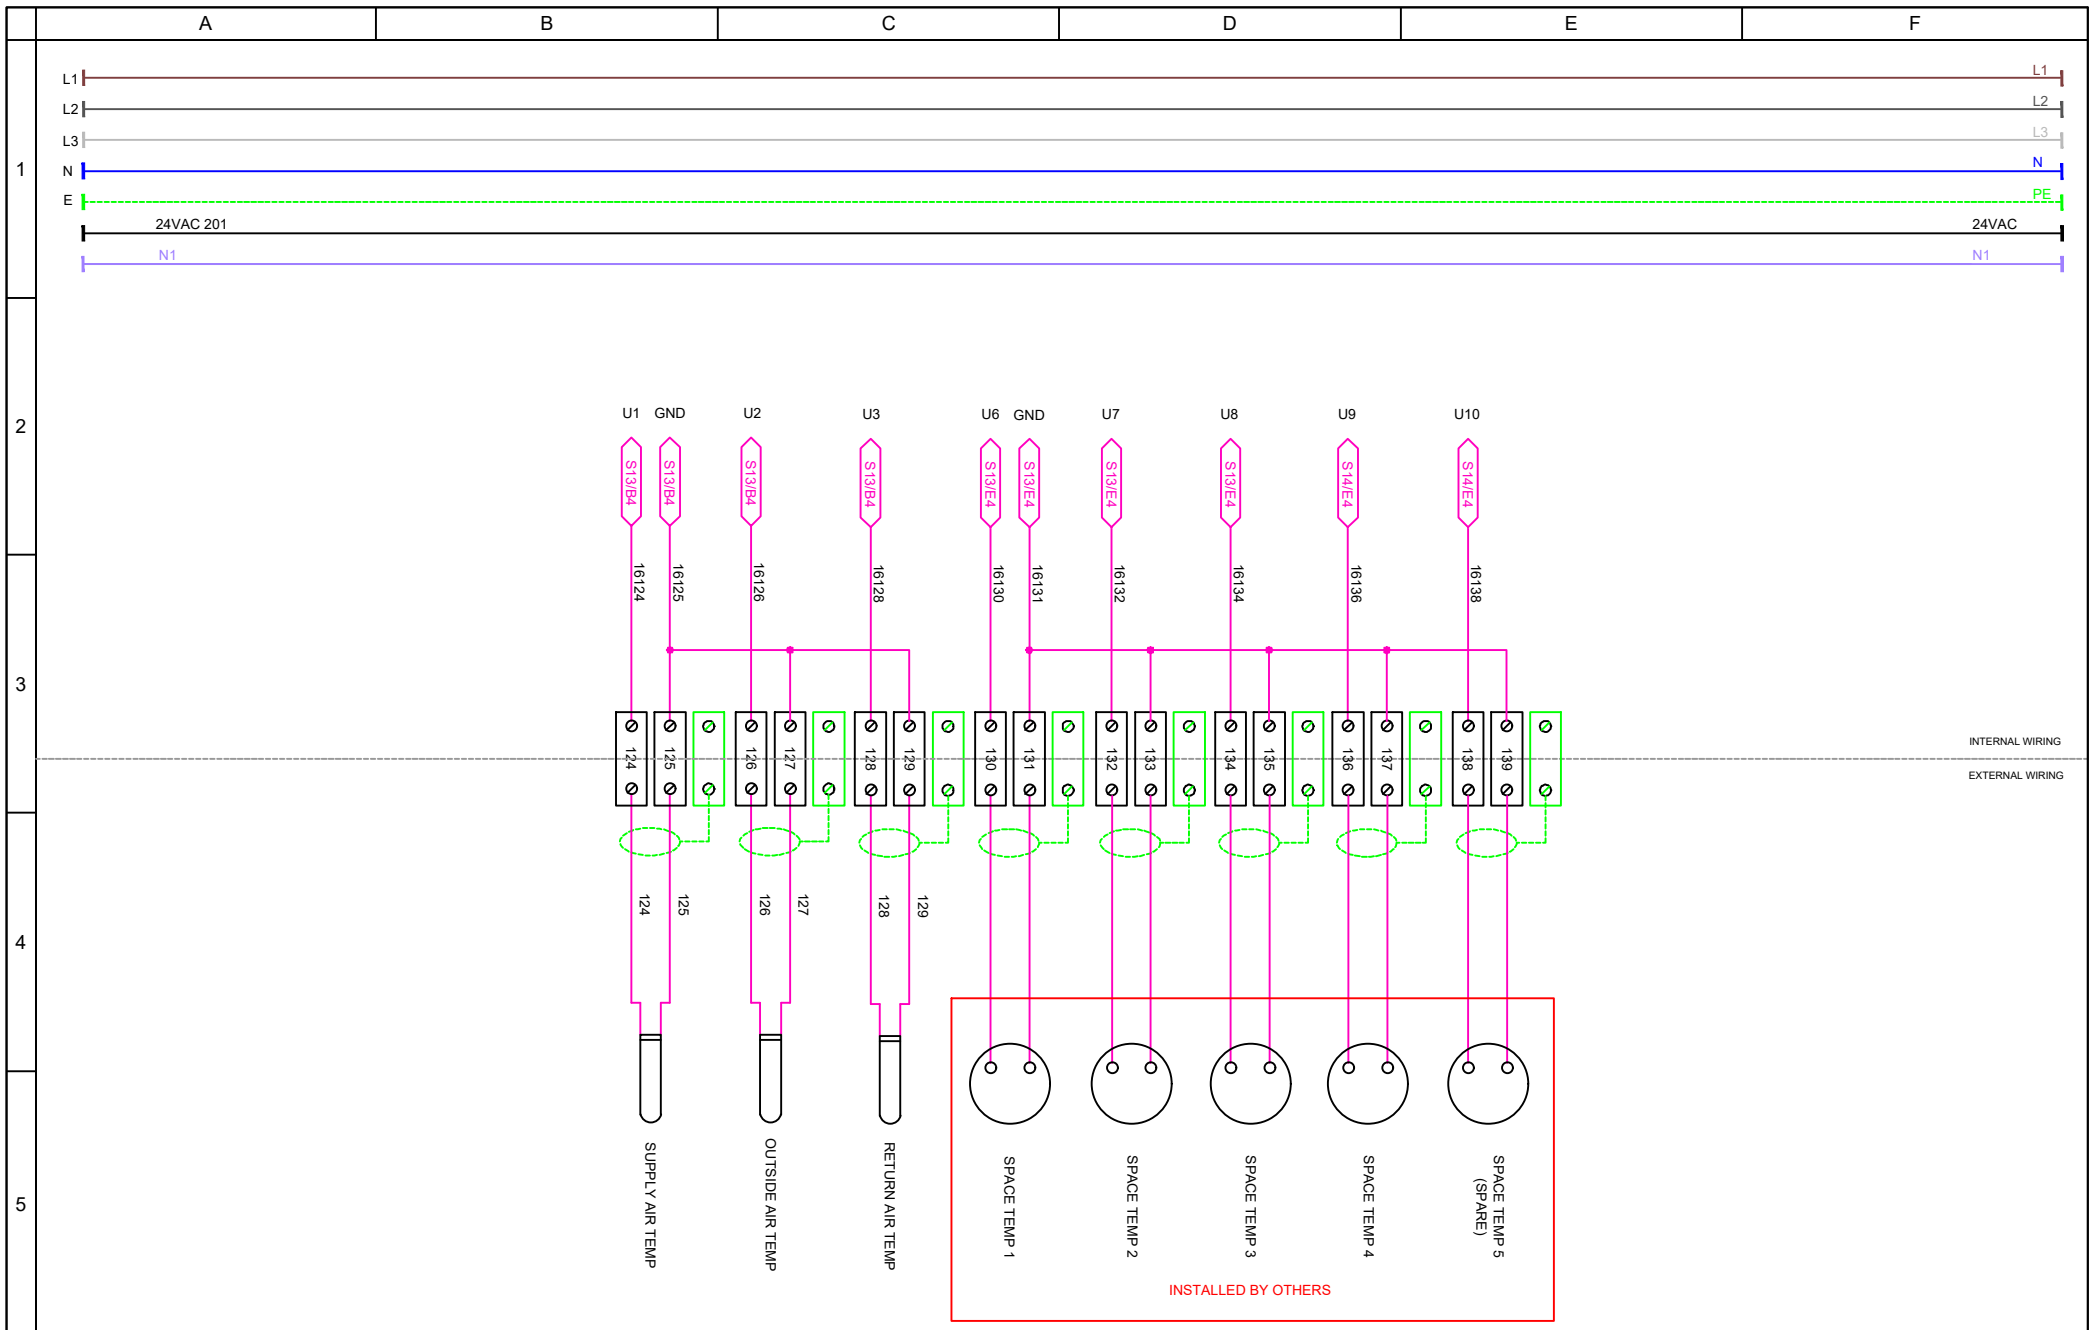 A B C D E F
L1 L1
L2 L2
L3 L3
1
N N
E PE
24VAC 201 24VAC
N1 N1
2
U1 GND U2 U3 U6 GND U7 U8 U9 U10
S13/B4 S13/B4 S13/B4 S13/B4 S13/E4 S13/E4 S13/E4 S13/E4 S14/E4 S14/E4
16124 16125 16126 16128 16130 16131 16132 16134 16136 16138
3
124 125 126 127 128 129 130 131 132 133 134 135 136 137 138 139
INTERNAL WIRING
EXTERNAL WIRING
124 125 126 127 128 129
4
5
SUPPLY AIR TEMP
OUTSIDE AIR TEMP
RETURN AIR TEMP
SPACE TEMP 1
SPACE TEMP 2
SPACE TEMP 3
SPACE TEMP 4
SPACE TEMP 5
(SPARE)
INSTALLED BY OTHERS